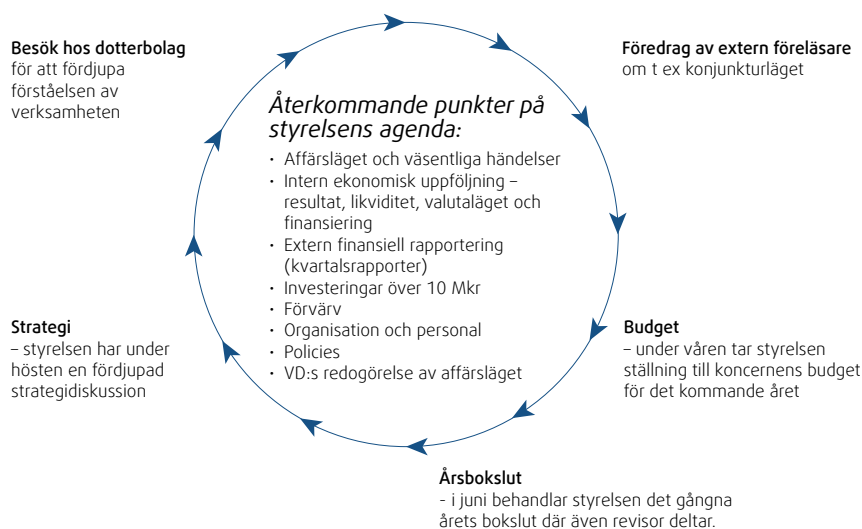 Besök hos dotterbolag
för att fördjupa
förståelsen av
verksamheten
Föredrag av extern föreläsare
om t ex konjunkturläget
Återkommande punkter på
styrelsens agenda:
· Affärsläget och väsentliga händelser
· Intern ekonomisk uppföljning –
resultat, likviditet, valutaläget och
finansiering
· Extern finansiell rapportering
(kvartalsrapporter)
· Investeringar över 10 Mkr
· Förvärv
· Organisation och personal
· Policies
· VD:s redogörelse av affärsläget
Strategi
– styrelsen har under
hösten en fördjupad
strategidiskussion
Budget
– under våren tar styrelsen
ställning till koncernens budget
för det kommande året
Årsbokslut
- i juni behandlar styrelsen det gångna
årets bokslut där även revisor deltar.